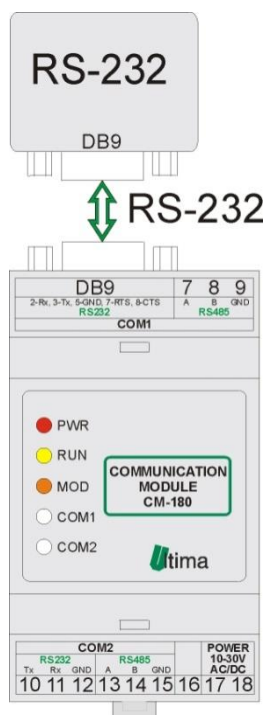 RS-232
DB9
RS-232
DB9 7 8 9
2-Rx, 3-Tx, 5-GND, 7-RTS, 8-CTS A B GND
RS232 RS485
COM1
PWR
RUN
MOD
COM1
COM2
COMMUNICATION
MODULE
CM-180
Ultima
COM2 POWER
RS232 RS485 10-30V
Tx Rx GND A B GND AC/DC
10 11 12 13 14 15 16 17 18